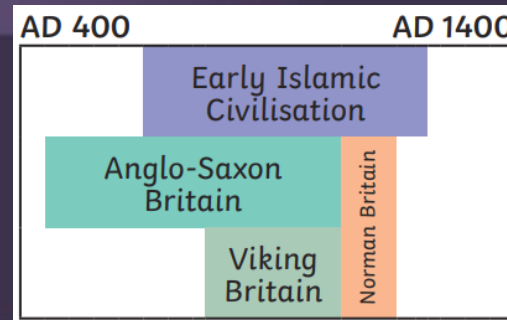 AD 400
AD 1400
Early Islamic
Civilisation
Anglo-Saxon
Britain
Norman Britain
Viking
Britain